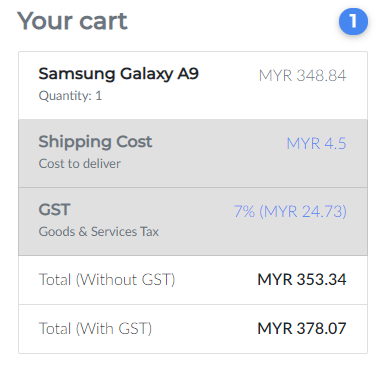 Your cart 1
Samsung Galaxy A9 MYR 348.84
Quantity: 1
Shipping Cost MYR 4.5
Cost to deliver
GST 7% (MYR 24.73)
Goods & Services Tax
Total (Without GST) MYR 353.34
Total (With GST) MYR 378.07